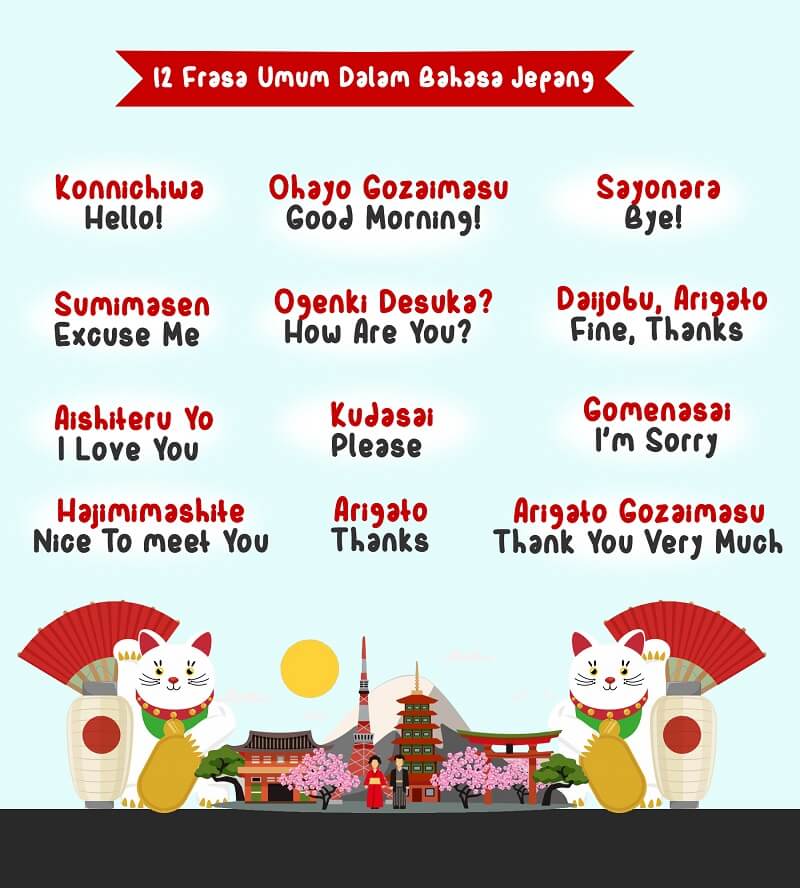 12 Frasa Umum Dalam Bahasa Jepang
Konnichiwa
Hello!
Ohayo Gozaimasu
Good Morning!
Sayonara
Bye!
Sumimasen
Excuse Me
Ogenki Desuka?
How Are You?
Daijobu, Arigato
Fine, Thanks
Aishiteru Yo
I Love You
Kudasai
Please
Gomenasai
I'm Sorry
Hajimimashite
Nice To meet You
Arigato
Thanks
Arigato Gozaimasu
Thank You Very Much